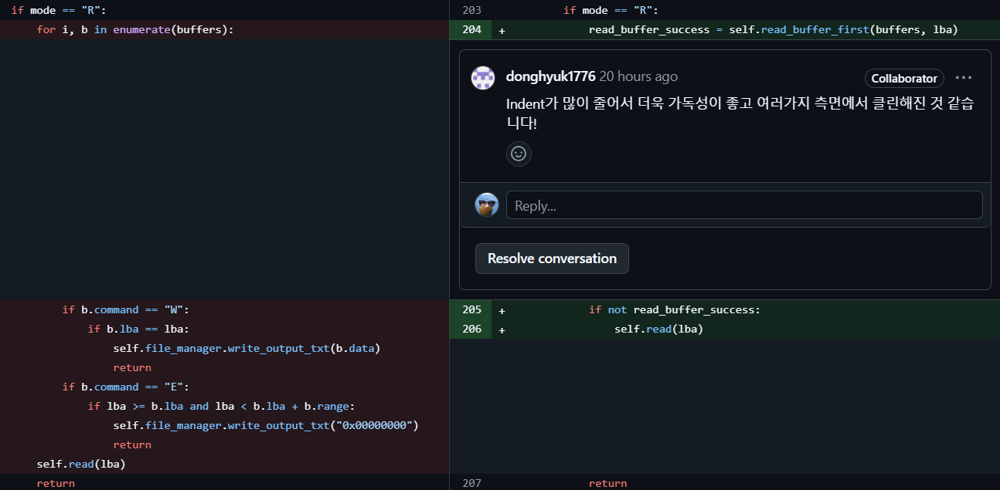 if mode == "R":
    for i, b in enumerate(buffers):
        if b.command == "W":
            if b.lba == lba:
                self.file_manager.write_output_txt(b.data)
                return
        if b.command == "E":
            if lba >= b.lba and lba < b.lba + b.range:
                self.file_manager.write_output_txt("0x00000000")
                return
    self.read(lba)
    return
203 if mode == "R":
204 +     read_buffer_success = self.read_buffer_first(buffers, lba)
donghyuk1776 20 hours ago Collaborator ...
Indent가 많이 줄어서 더욱 가독성이 좋고 여러가지 측면에서 클린해진 것 같습
니다!
Reply...
Resolve conversation
205 +     if not read_buffer_success:
206 +         self.read(lba)
207     return